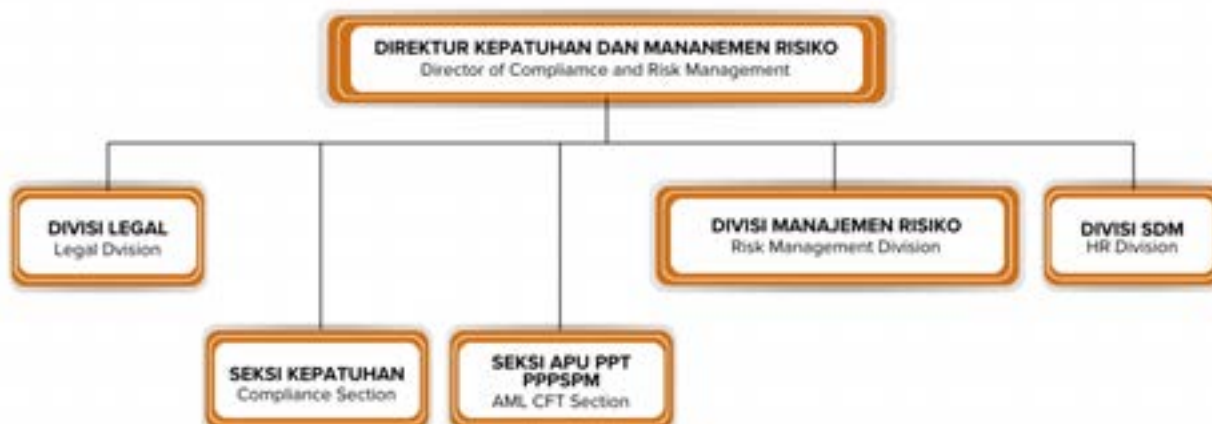 DIREKTUR KEPATUHAN DAN MANANEMEN RISIKO
Director of Compliamce and Risk Management
DIVISI LEGAL
Legal Dvision
DIVISI MANAJEMEN RISIKO
Risk Management Division
DIVISI SDM
HR Division
SEKSI KEPATUHAN
Compliance Section
SEKSI APU PPT
PPPSPM
AML CFT Section